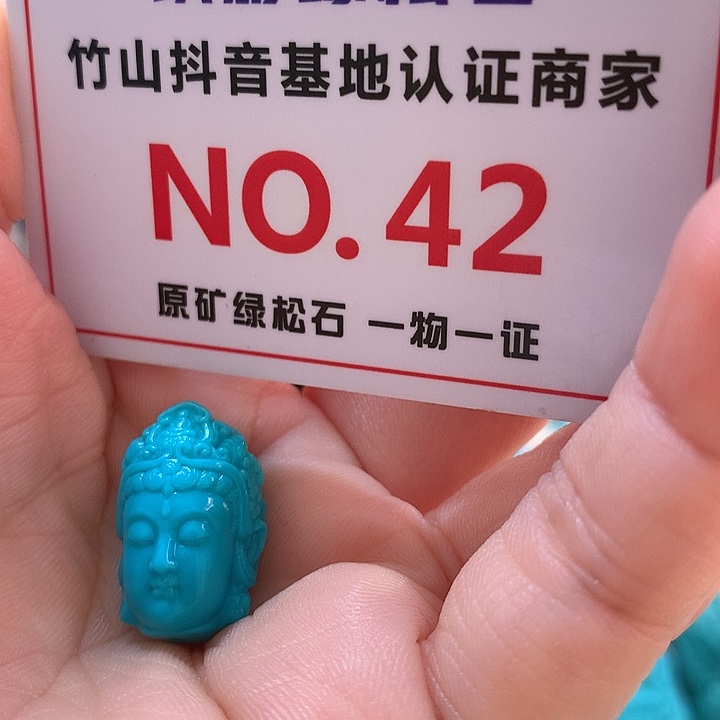 竹山抖音基地认证商家
NO.42
原矿绿松石 一物一证